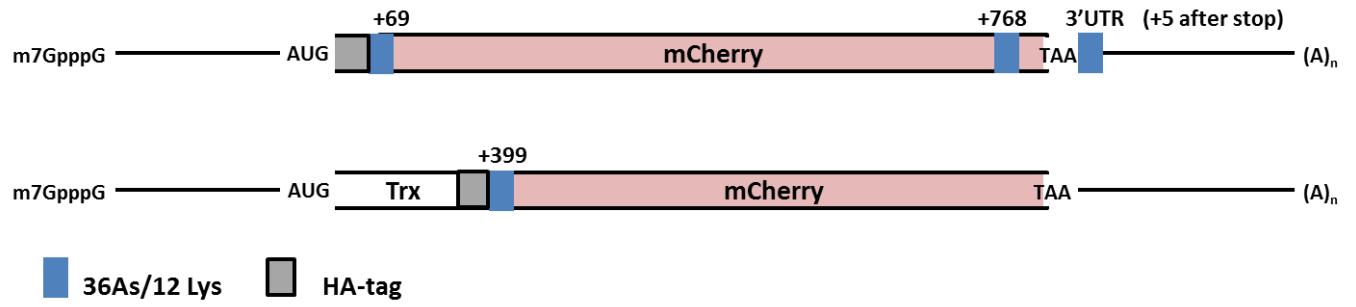 +69 +768 3'UTR (+5 after stop)
m7GpppG AUG mCherry TAA (A)n
+399
m7GpppG AUG Trx mCherry TAA (A)n
36As/12 Lys HA-tag